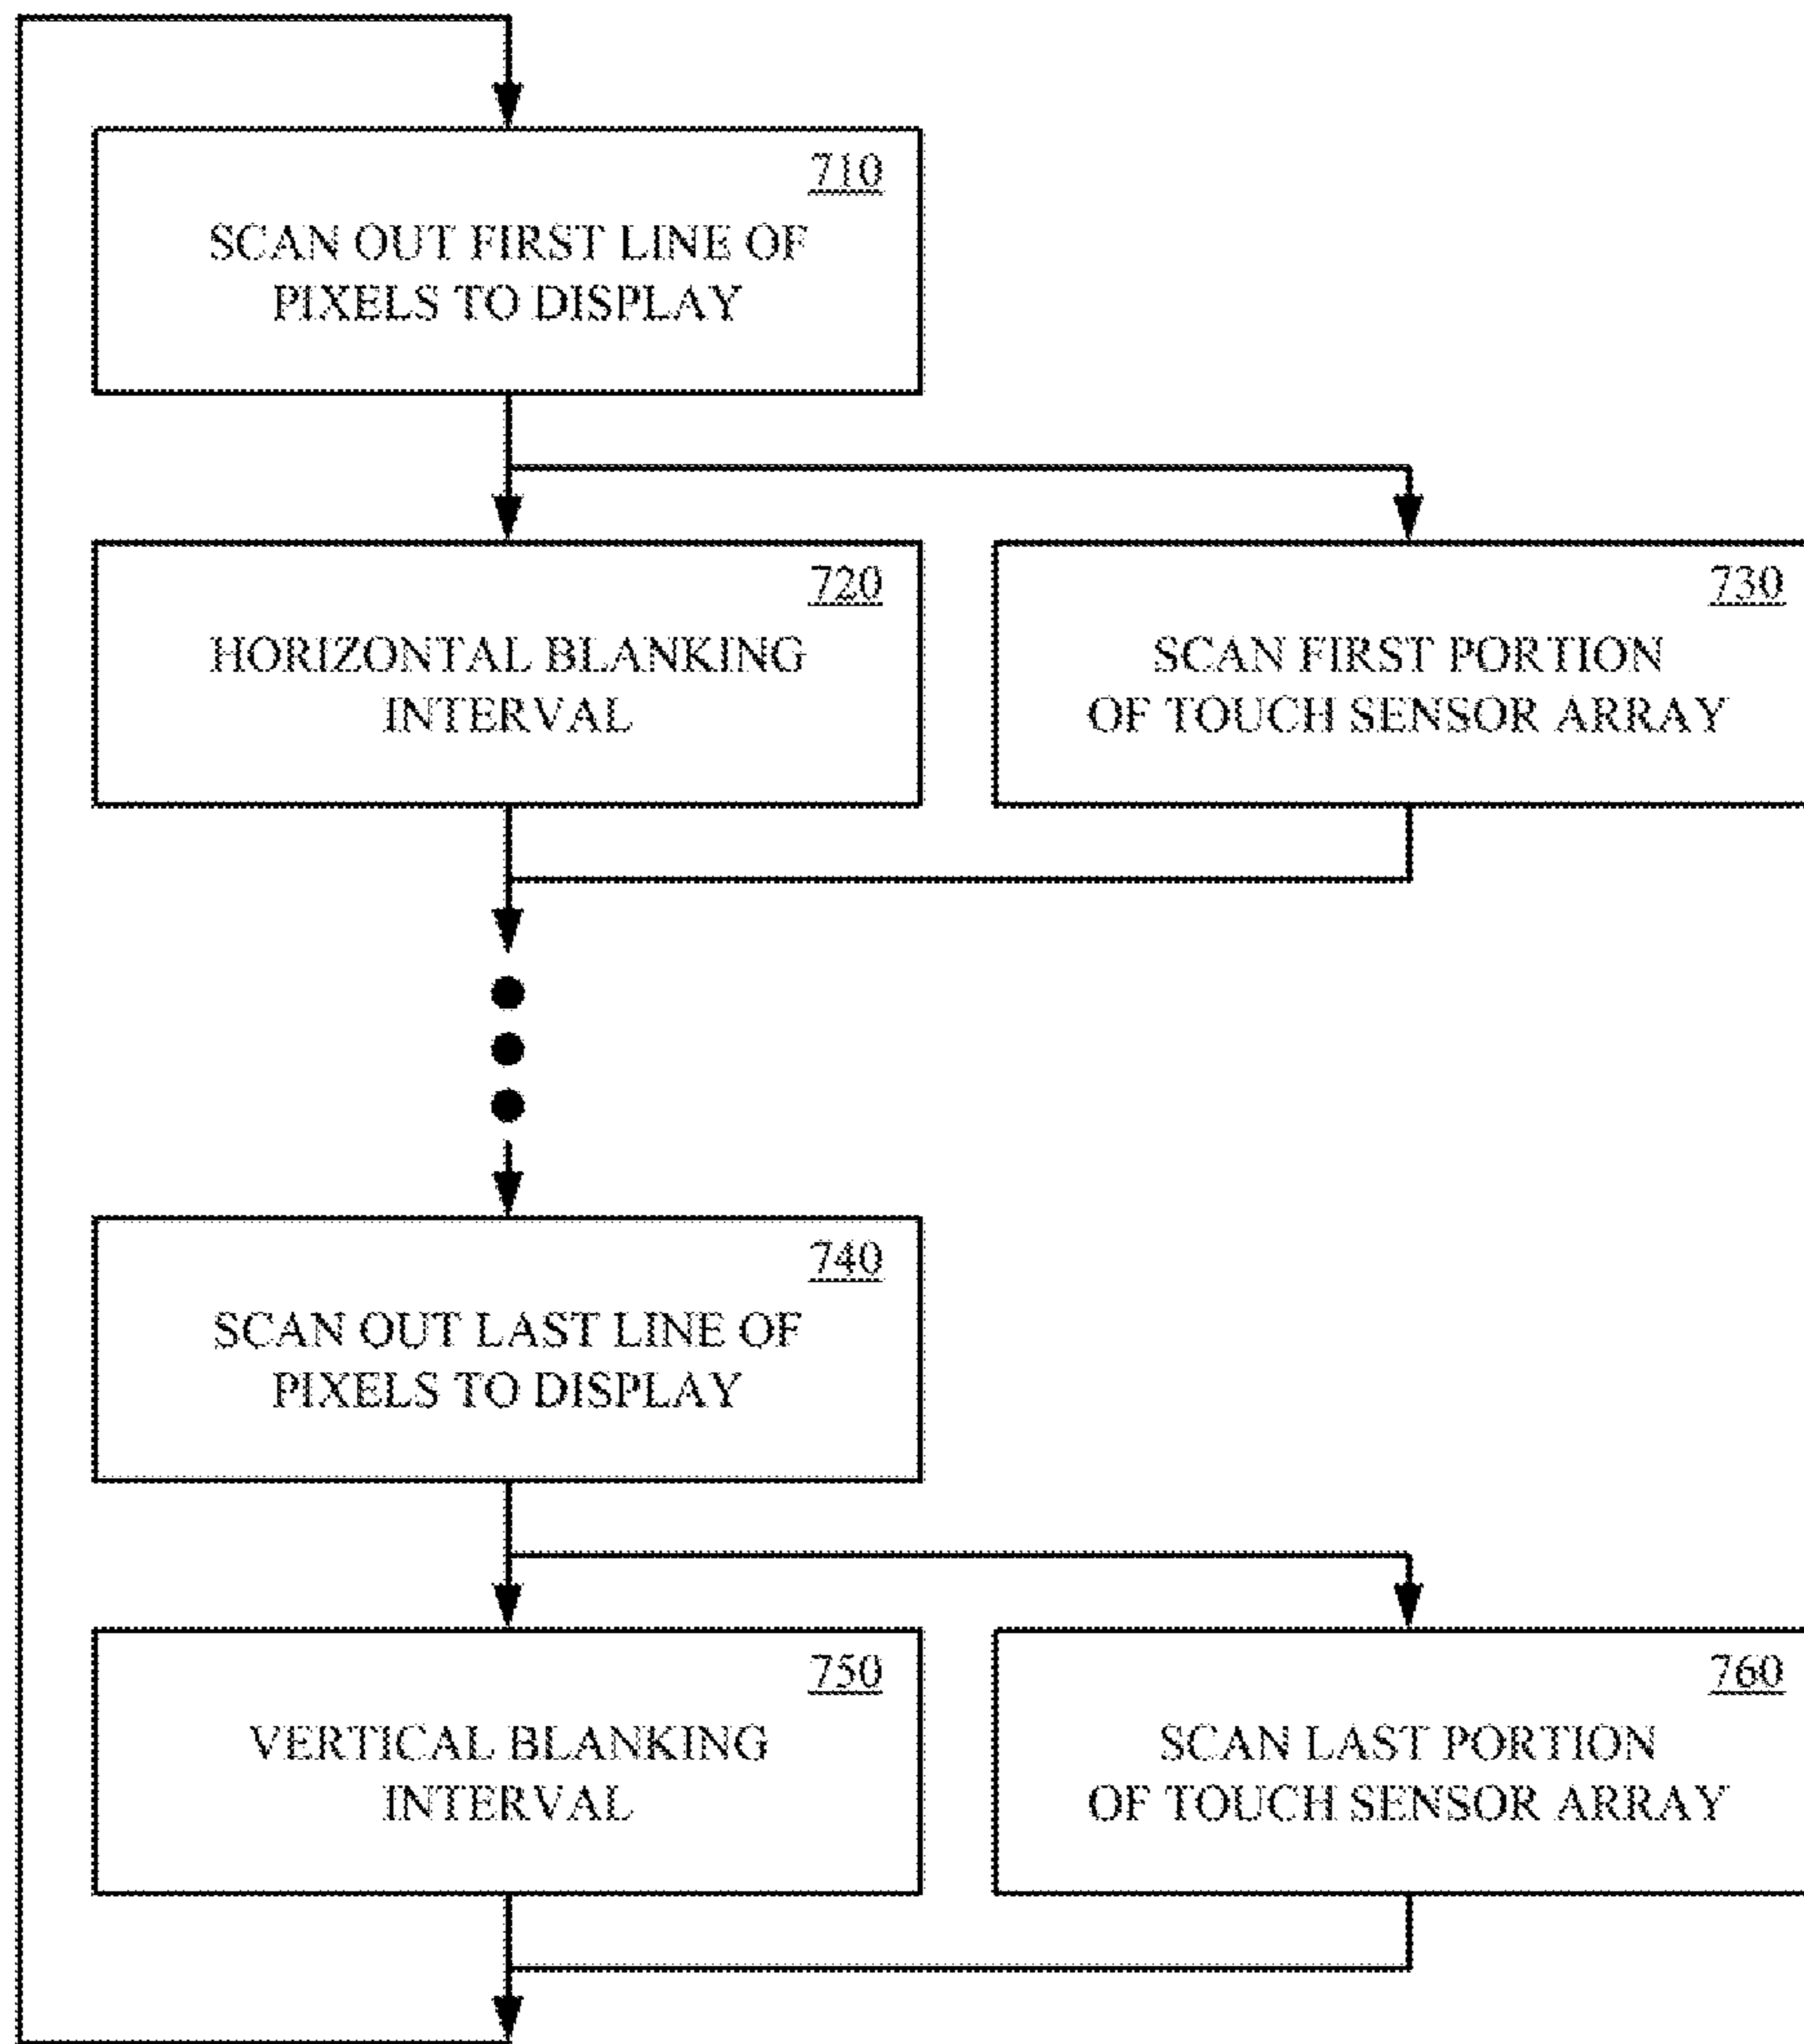 710
SCAN OUT FIRST LINE OF
PIXELS TO DISPLAY
720
HORIZONTAL BLANKING
INTERVAL
730
SCAN FIRST PORTION
OF TOUCH SENSOR ARRAY
740
SCAN OUT LAST LINE OF
PIXELS TO DISPLAY
750
VERTICAL BLANKING
INTERVAL
760
SCAN LAST PORTION
OF TOUCH SENSOR ARRAY